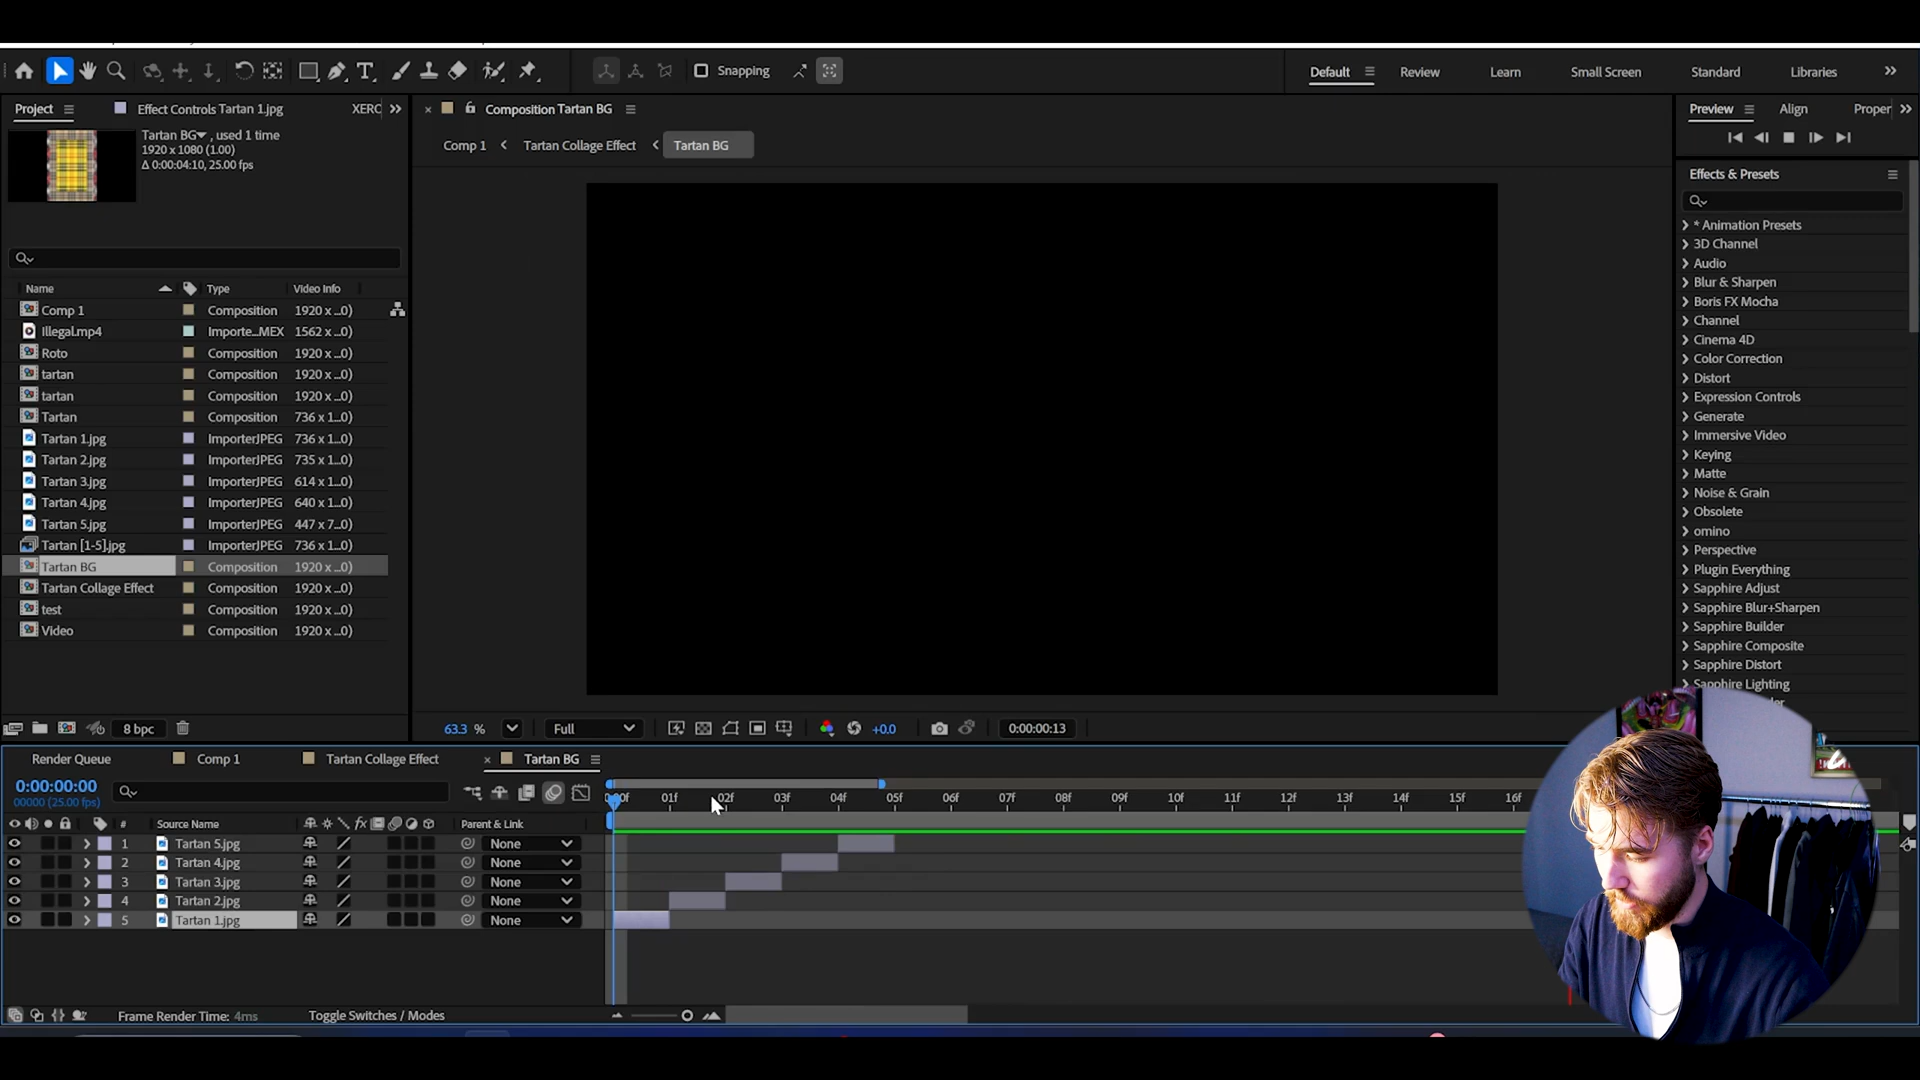 Snapping
Default
Review
Learn
Small Screen
Standard
Libraries
Project
Effect Controls Tartan 1.jpg
XERC
Composition Tartan BG
Preview
Align
Proper
Tartan BG , used 1 time
1920 x 1080 (1.00)
Δ 0:00:04:10, 25.00 fps
Comp 1
Tartan Collage Effect
Tartan BG
Effects & Presets
Name
Type
Video Info
Comp 1 Composition 1920 x ...0)
Illegal.mp4 Importe...MEX 1562 x ...0)
Roto Composition 1920 x ...0)
tartan Composition 1920 x ...0)
tartan Composition 1920 x ...0)
Tartan Composition 736 x 1...0)
Tartan 1.jpg ImporterJPEG 736 x 1...0)
Tartan 2.jpg ImporterJPEG 735 x 1...0)
Tartan 3.jpg ImporterJPEG 614 x 1...0)
Tartan 4.jpg ImporterJPEG 640 x 1...0)
Tartan 5.jpg ImporterJPEG 447 x 7...0)
Tartan [1-5].jpg ImporterJPEG 736 x 1...0)
Tartan BG Composition 1920 x ...0)
Tartan Collage Effect Composition 1920 x ...0)
test Composition 1920 x ...0)
Video Composition 1920 x ...0)
* Animation Presets
3D Channel
Audio
Blur & Sharpen
Boris FX Mocha
Channel
Cinema 4D
Color Correction
Distort
Expression Controls
Generate
Immersive Video
Keying
Matte
Noise & Grain
Obsolete
omino
Perspective
Plugin Everything
Sapphire Adjust
Sapphire Blur+Sharpen
Sapphire Builder
Sapphire Composite
Sapphire Distort
Sapphire Lighting
8 bpc
63.3 %
Full
+0.0
0:00:00:13
Render Queue
Comp 1
Tartan Collage Effect
Tartan BG
0:00:00:00
00000 (25.00 fps)
01f 02f 03f 04f 05f 06f 07f 08f 09f 10f 11f 12f 13f 14f 15f 16f
# Source Name
fx
Parent & Link
1 Tartan 5.jpg None
2 Tartan 4.jpg None
3 Tartan 3.jpg None
4 Tartan 2.jpg None
5 Tartan 1.jpg None
Frame Render Time: 4ms
Toggle Switches / Modes